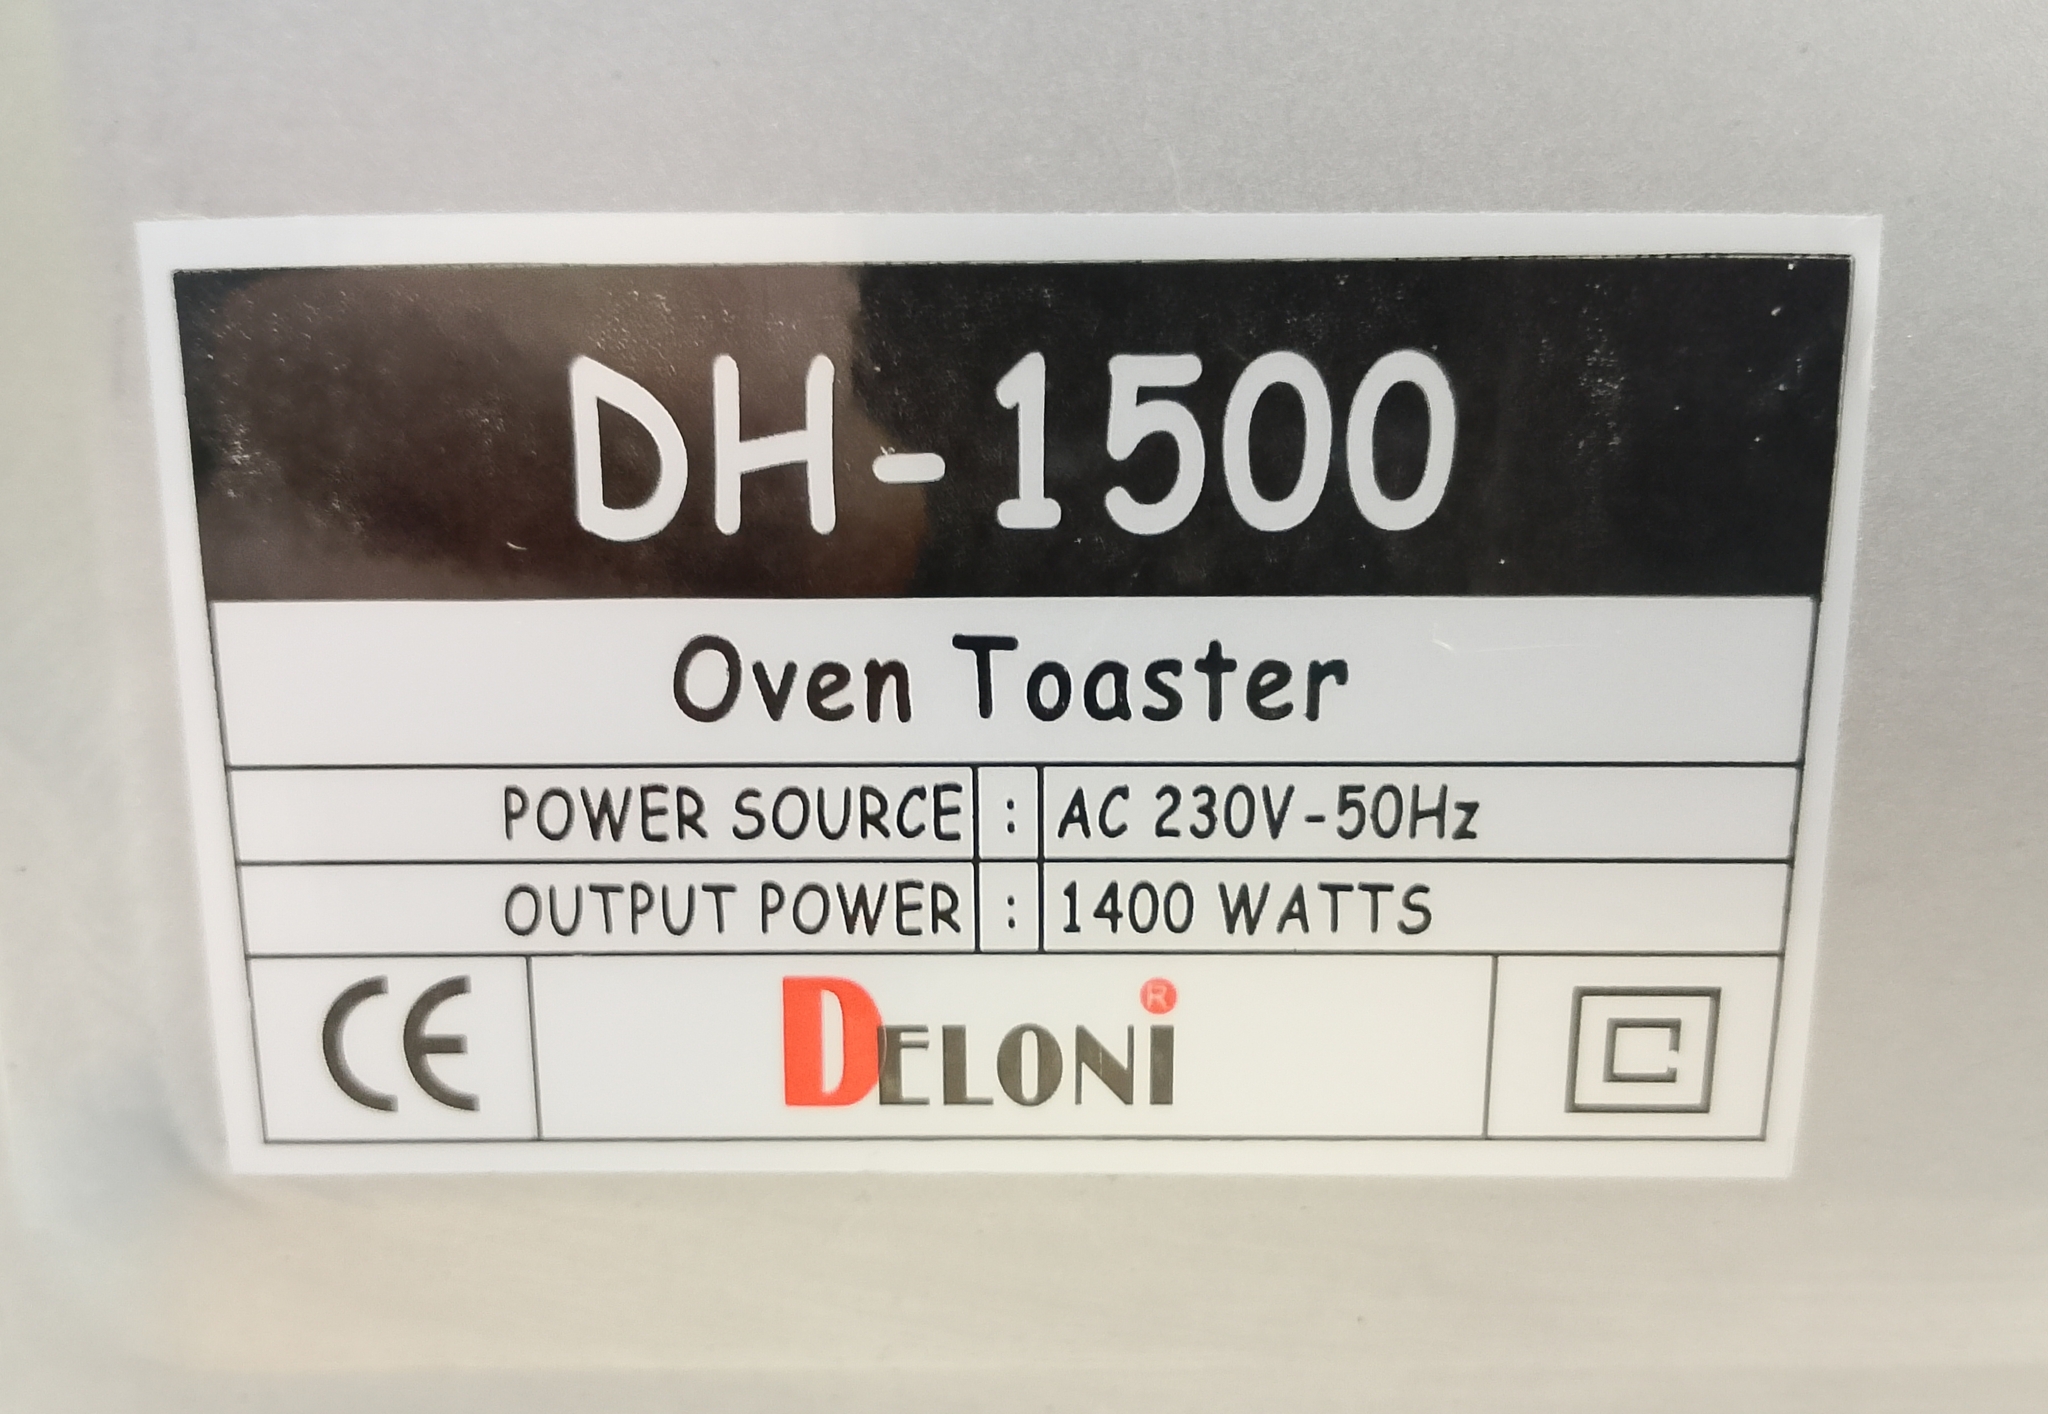 DH-1500
Oven Toaster
POWER SOURCE : AC 230V-50Hz
OUTPUT POWER : 1400 WATTS
CE DELONi ®